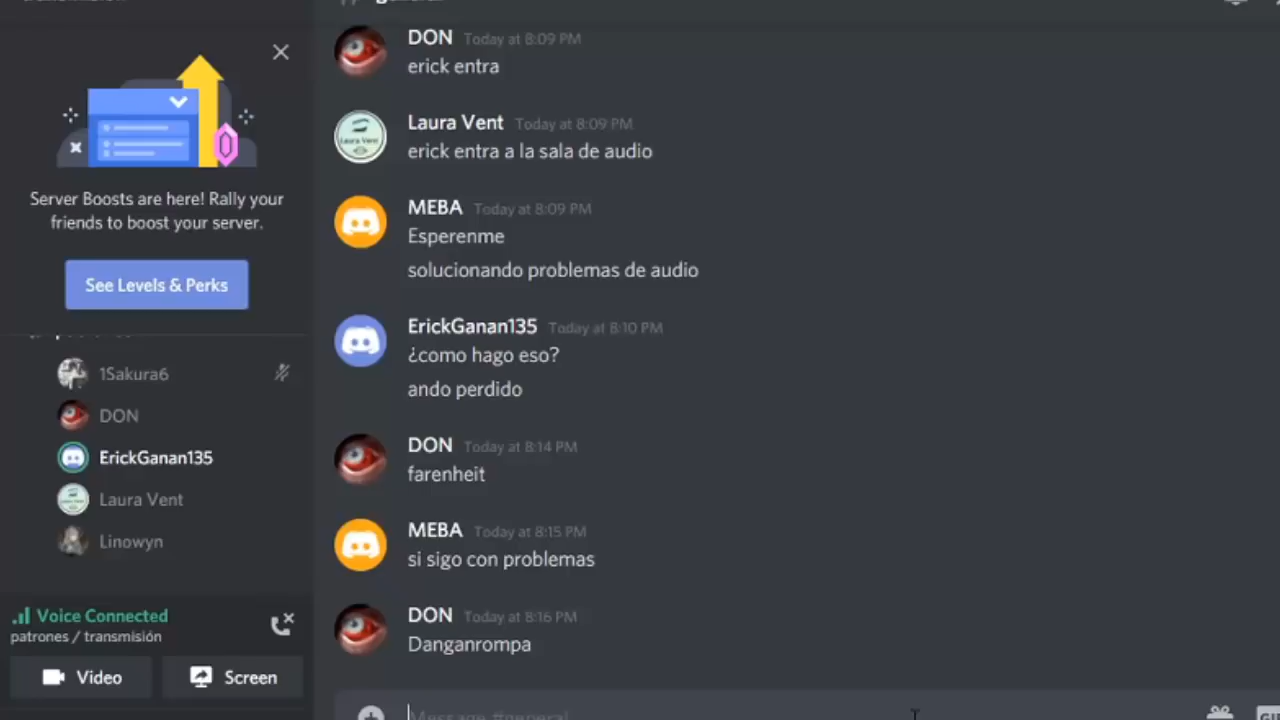 transmisión
general
DON Today at 8:09 PM
erick entra
Laura Vent Today at 8:09 PM
erick entra a la sala de audio
MEBA Today at 8:09 PM
Esperenme
solucionando problemas de audio
ErickGanan135 Today at 8:10 PM
¿como hago eso?
ando perdido
DON Today at 8:14 PM
farenheit
MEBA Today at 8:15 PM
si sigo con problemas
DON Today at 8:16 PM
Danganrompa
Message #general
Server Boosts are here! Rally your
friends to boost your server.
See Levels & Perks
1Sakura6
DON
ErickGanan135
Laura Vent
Linowyn
Voice Connected
patrones / transmisión
Video
Screen